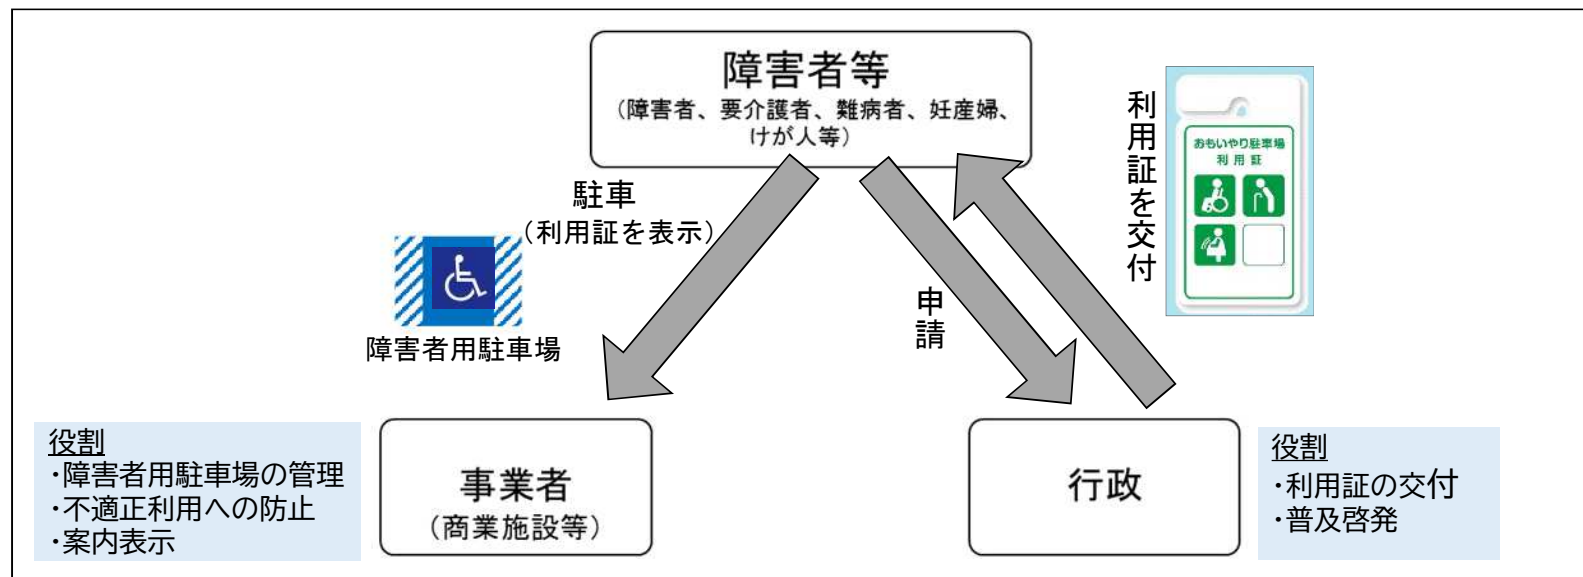 障害者等
(障害者、要介護者、難病者、妊産婦、
けが人等)
駐車
(利用証を表示)
障害者用駐車場
申請
利用証を交付
おもいやり駐車場
利用証
役割
・障害者用駐車場の管理
・不適正利用への防止
・案内表示
事業者
(商業施設等)
行政
役割
・利用証の交付
・普及啓発